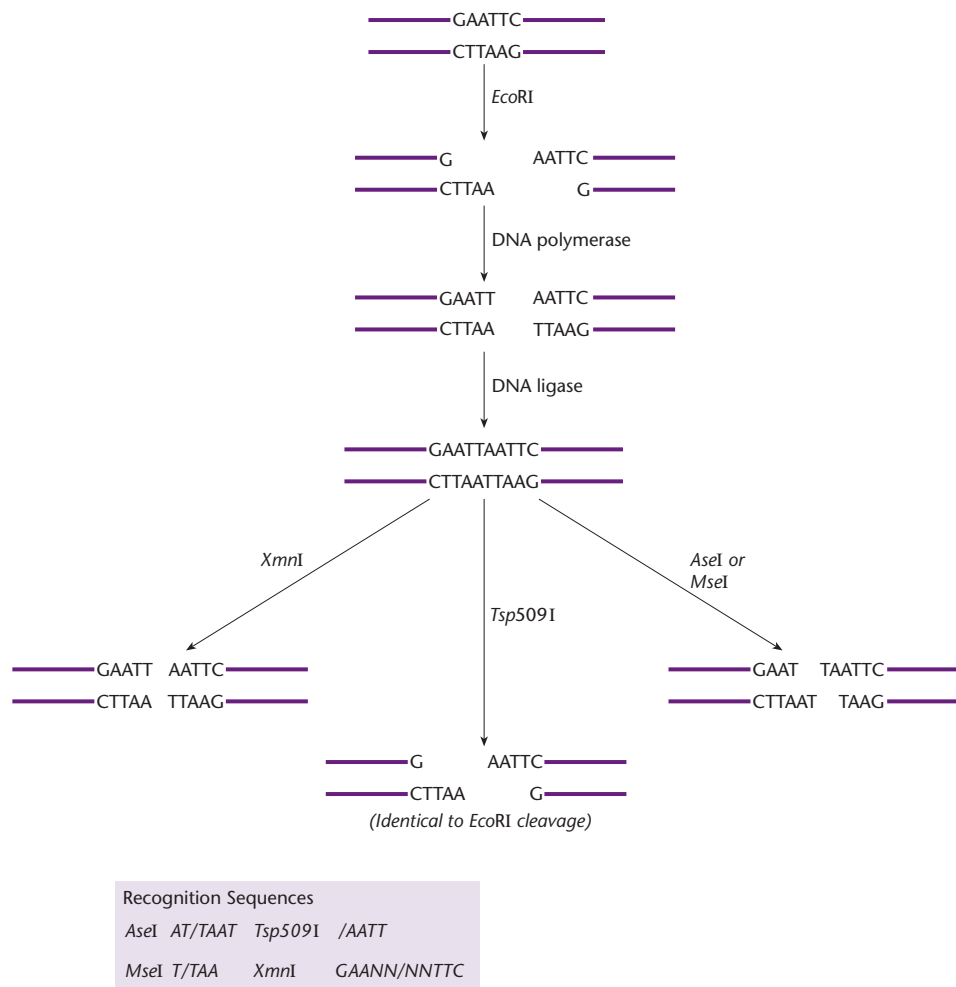 GAATTC
CTTAAG
EcoRI
G AATTC
CTTAA G
DNA polymerase
GAATT AATTC
CTTAA TTAAG
DNA ligase
GAATTAATTC
CTTAATTAAG
XmnI
Tsp509I
AseI or
MseI
GAATT AATTC
CTTAA TTAAG
GAAT TAATTC
CTTAAT TAAG
G AATTC
CTTAA G
(Identical to EcoRI cleavage)
Recognition Sequences
AseI AT/TAAT Tsp509I /AATT
MseI T/TAA XmnI GAANN/NNTTC